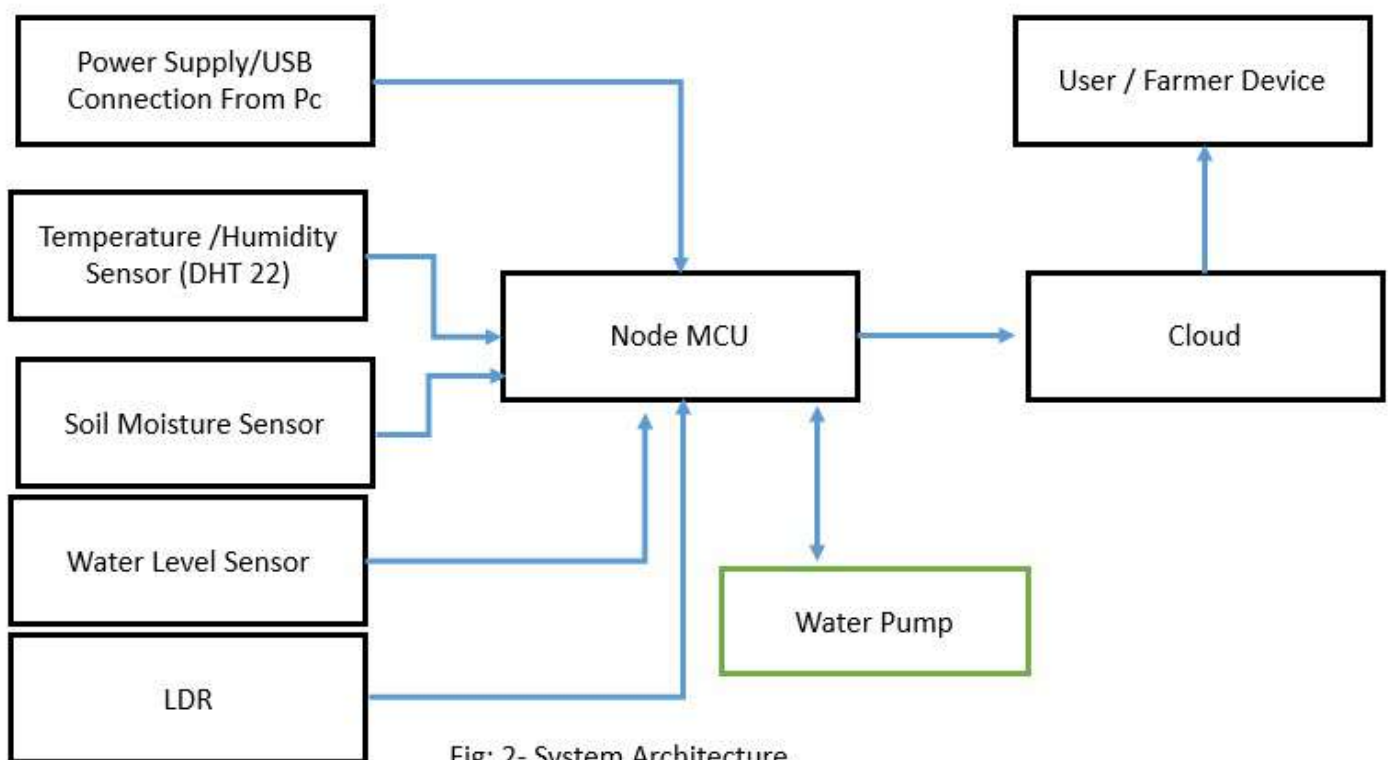 Power Supply/USB
Connection From Pc
User / Farmer Device
Temperature /Humidity
Sensor (DHT 22)
Node MCU
Cloud
Soil Moisture Sensor
Water Level Sensor
Water Pump
LDR
Fig: 2- System Architecture